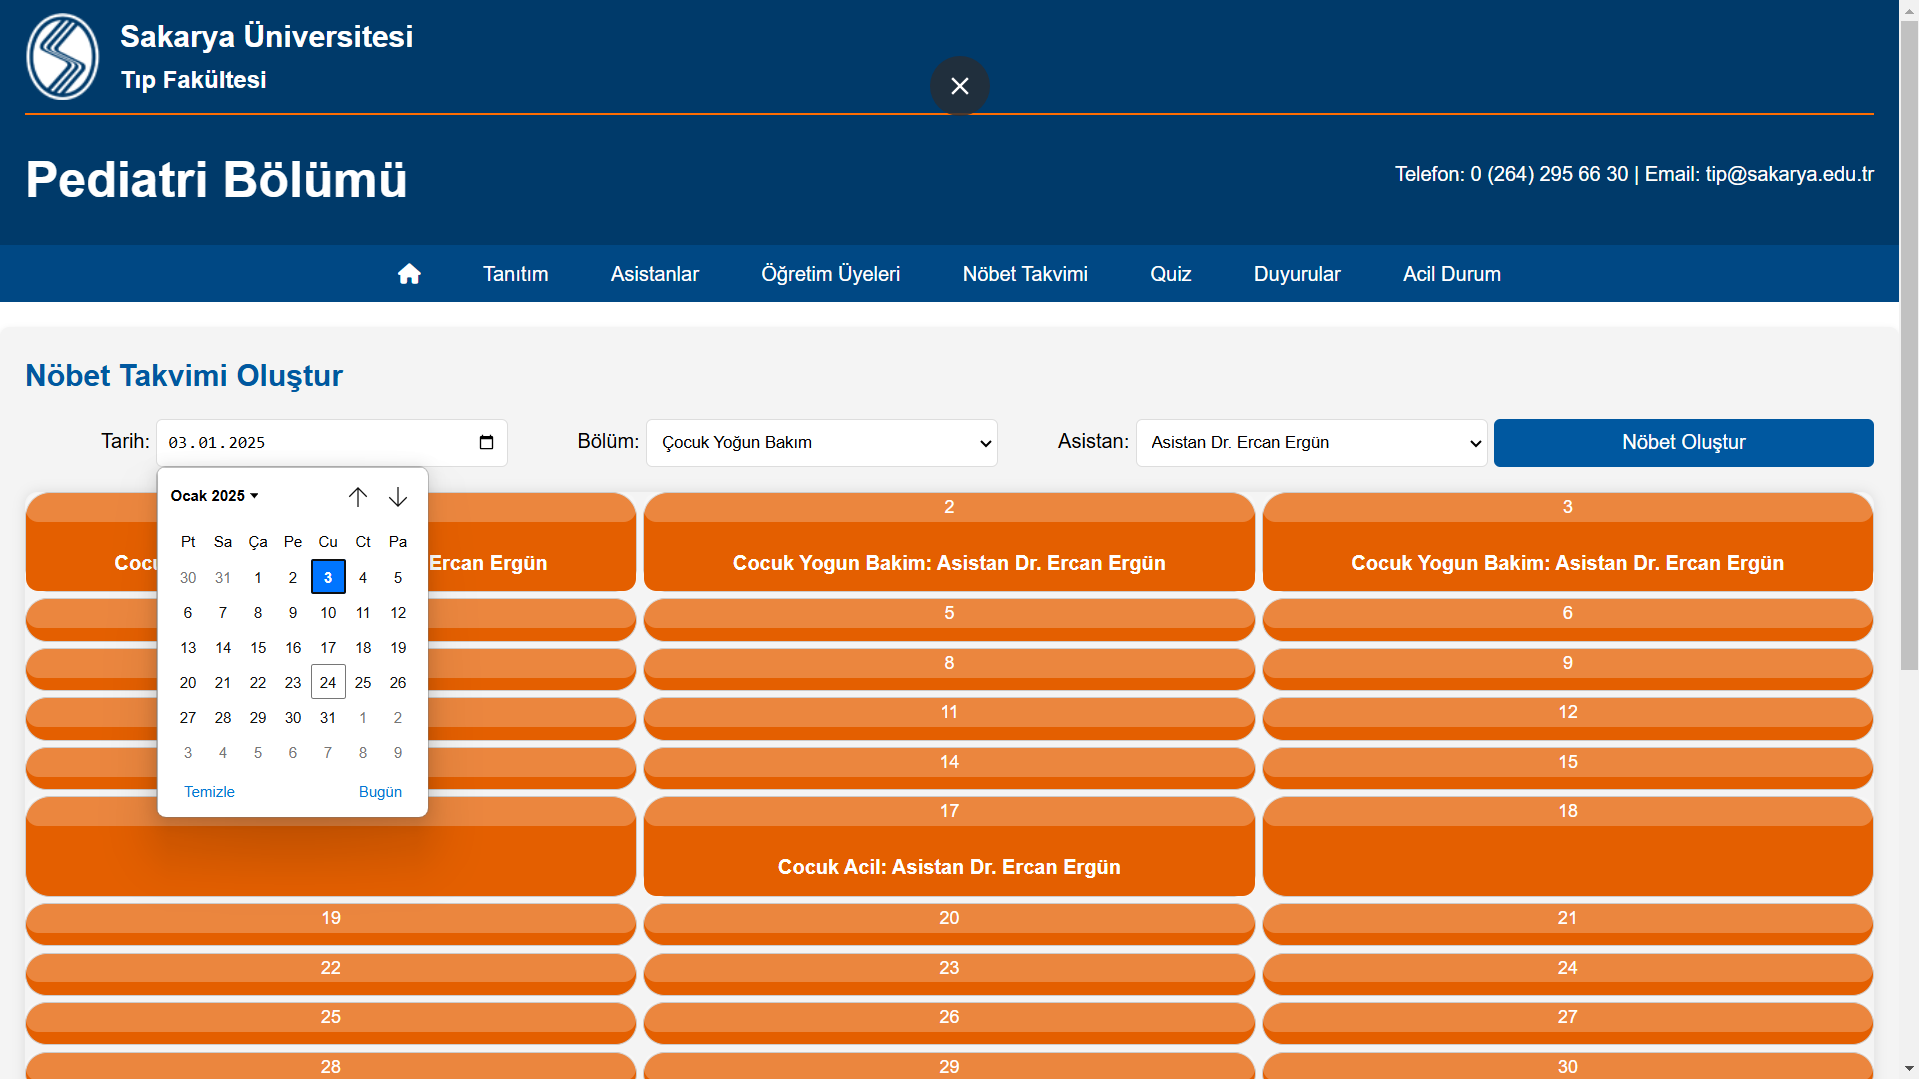 Sakarya Üniversitesi
Tıp Fakültesi
Pediatri Bölümü
Telefon: 0 (264) 295 66 30 | Email: tip@sakarya.edu.tr
Tanıtım Asistanlar Öğretim Üyeleri Nöbet Takvimi Quiz Duyurular Acil Durum
Nöbet Takvimi Oluştur
Tarih: 03.01.2025 Bölüm: Çocuk Yoğun Bakım Asistan: Asistan Dr. Ercan Ergün Nöbet Oluştur
Ocak 2025
Pt Sa Ça Pe Cu Ct Pa
30 31 1 2 3 4 5
6 7 8 9 10 11 12
13 14 15 16 17 18 19
20 21 22 23 24 25 26
27 28 29 30 31 1 2
3 4 5 6 7 8 9
Temizle Bugün
2 3
Ercan Ergün Cocuk Yogun Bakim: Asistan Dr. Ercan Ergün Cocuk Yogun Bakim: Asistan Dr. Ercan Ergün
5 6
8 9
11 12
14 15
17 18
Cocuk Acil: Asistan Dr. Ercan Ergün
19 20 21
22 23 24
25 26 27
28 29 30